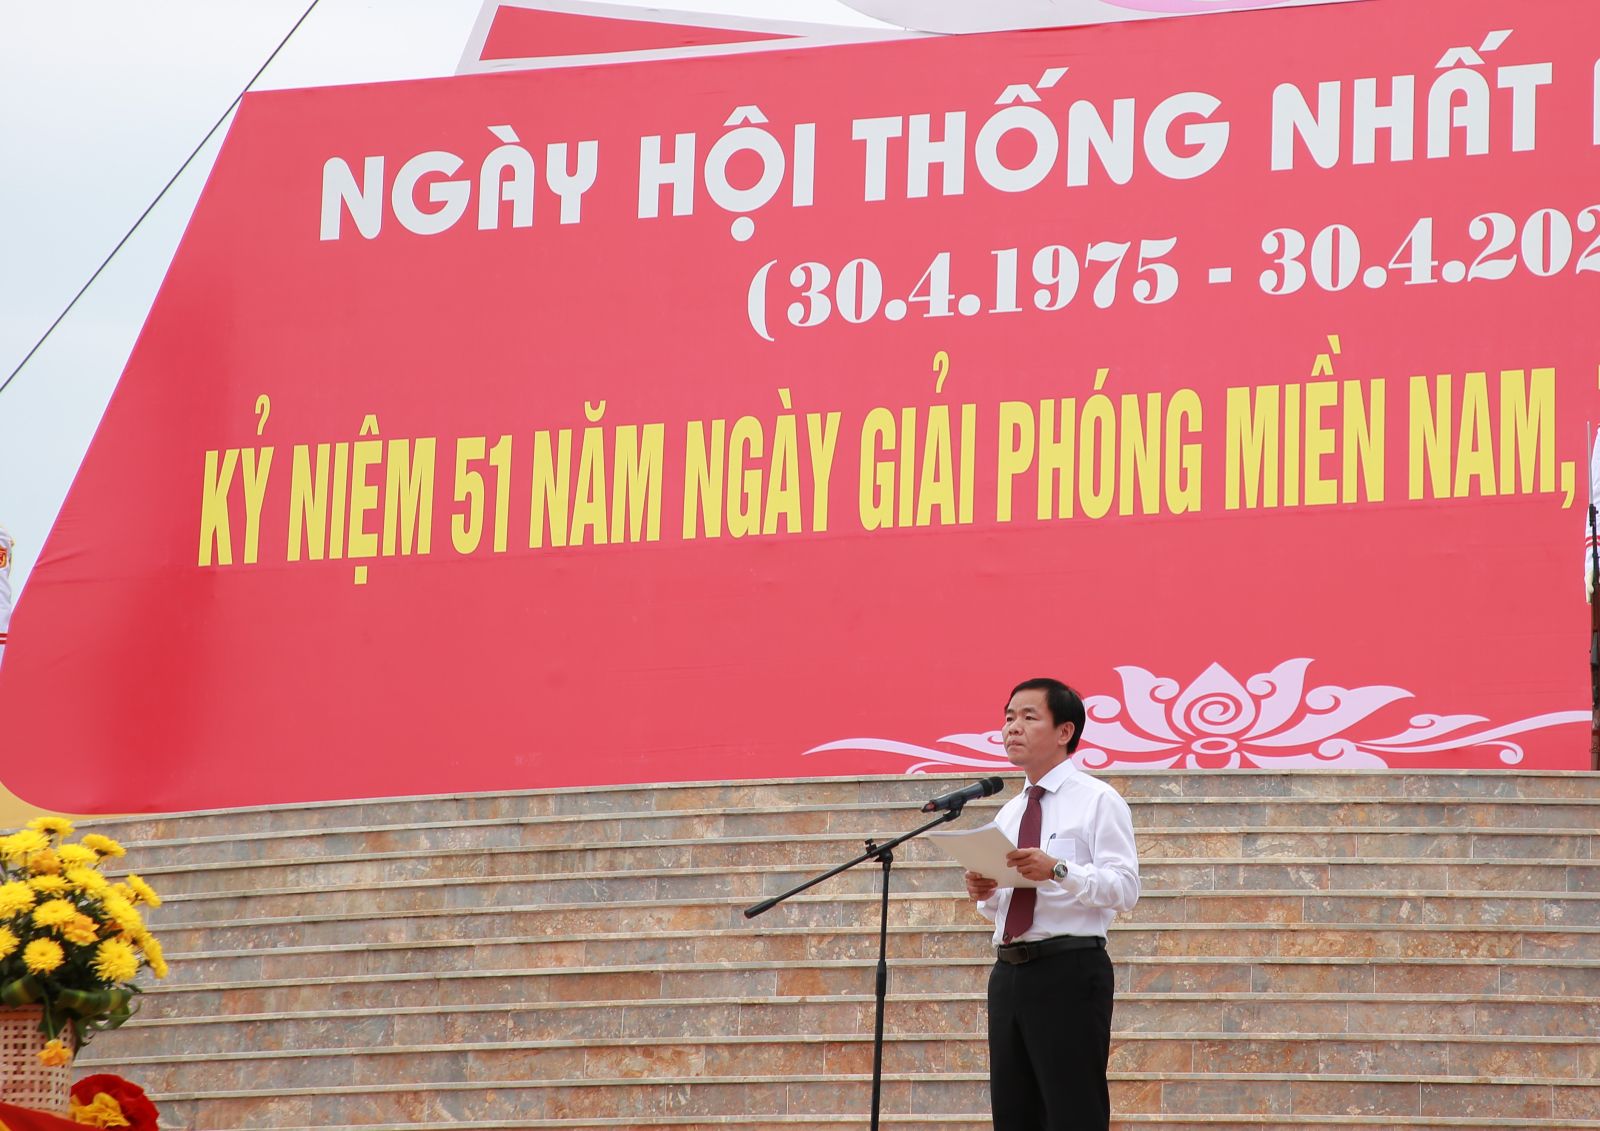 NGÀY HỘI THỐNG NHẤT
(30.4.1975 - 30.4.202
KỶ NIỆM 51 NĂM NGÀY GIẢI PHÓNG MIỀN NAM,